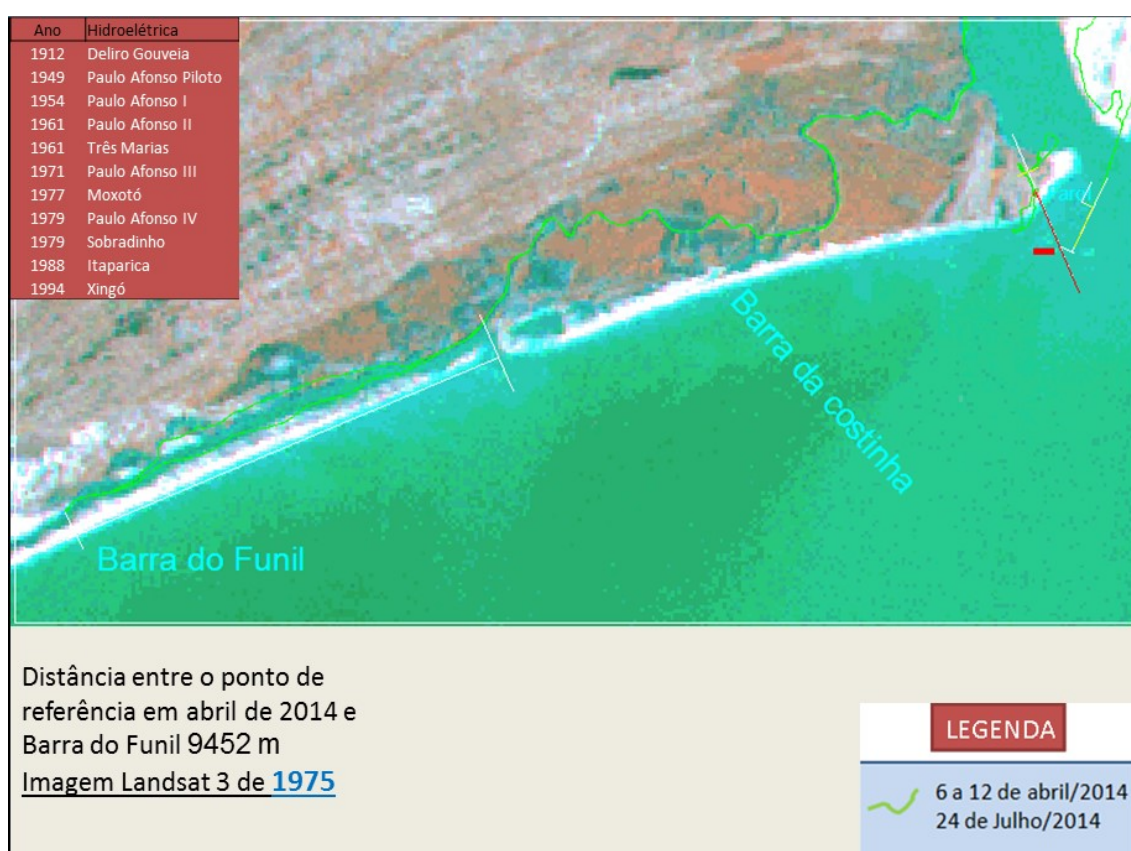 Ano Hidroelétrica
1912 Deliro Gouveia
1949 Paulo Afonso Piloto
1954 Paulo Afonso I
1961 Paulo Afonso II
1961 Três Marias
1971 Paulo Afonso III
1977 Moxotó
1979 Paulo Afonso IV
1979 Sobradinho
1988 Itaparica
1994 Xingó
Farol
Barra da costinha
Barra do Funil
Distância entre o ponto de
referência em abril de 2014 e
Barra do Funil 9452 m
Imagem Landsat 3 de 1975
LEGENDA
6 a 12 de abril/2014
24 de Julho/2014